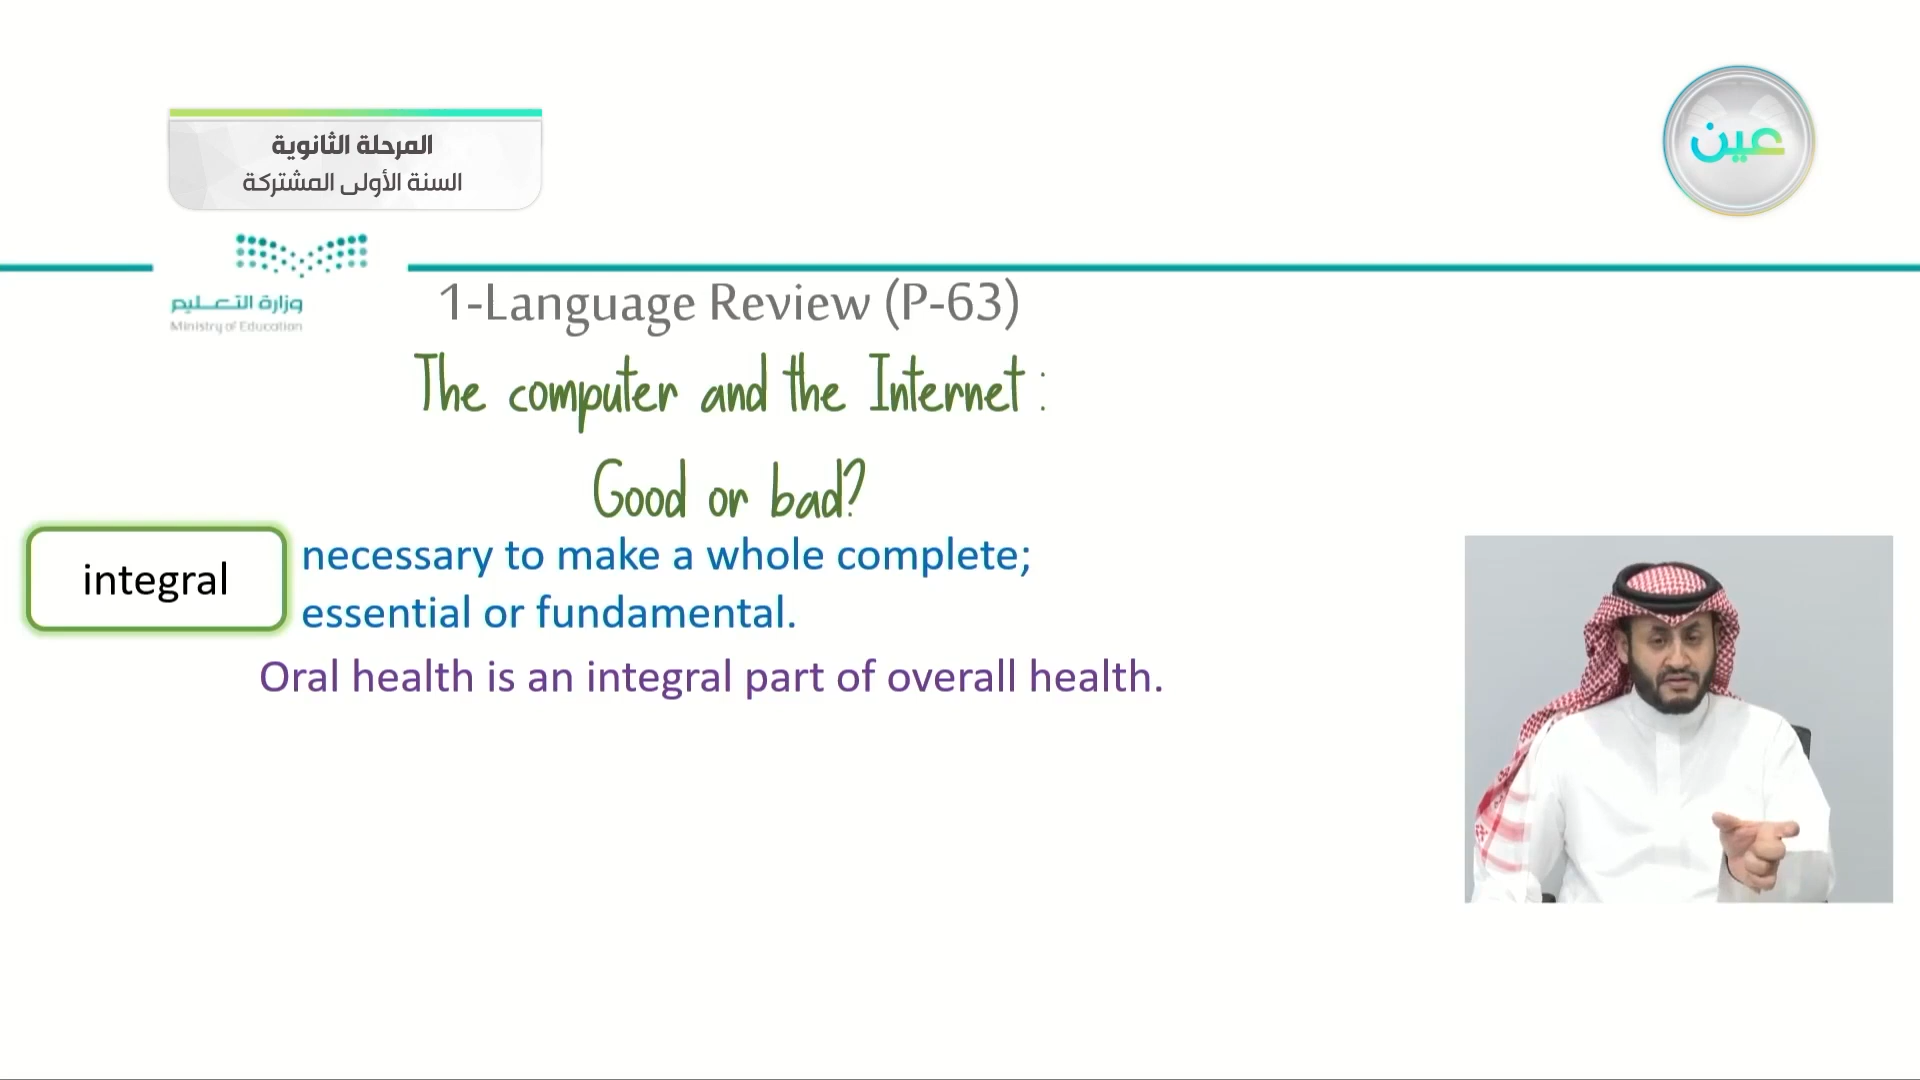 المرحلة الثانوية
السنة الأولى المشتركة
عين
وزارة التعليم
Ministry of Education
1-Language Review (P-63)
The computer and the Internet :
Good or bad?
integral
necessary to make a whole complete;
essential or fundamental.
Oral health is an integral part of overall health.